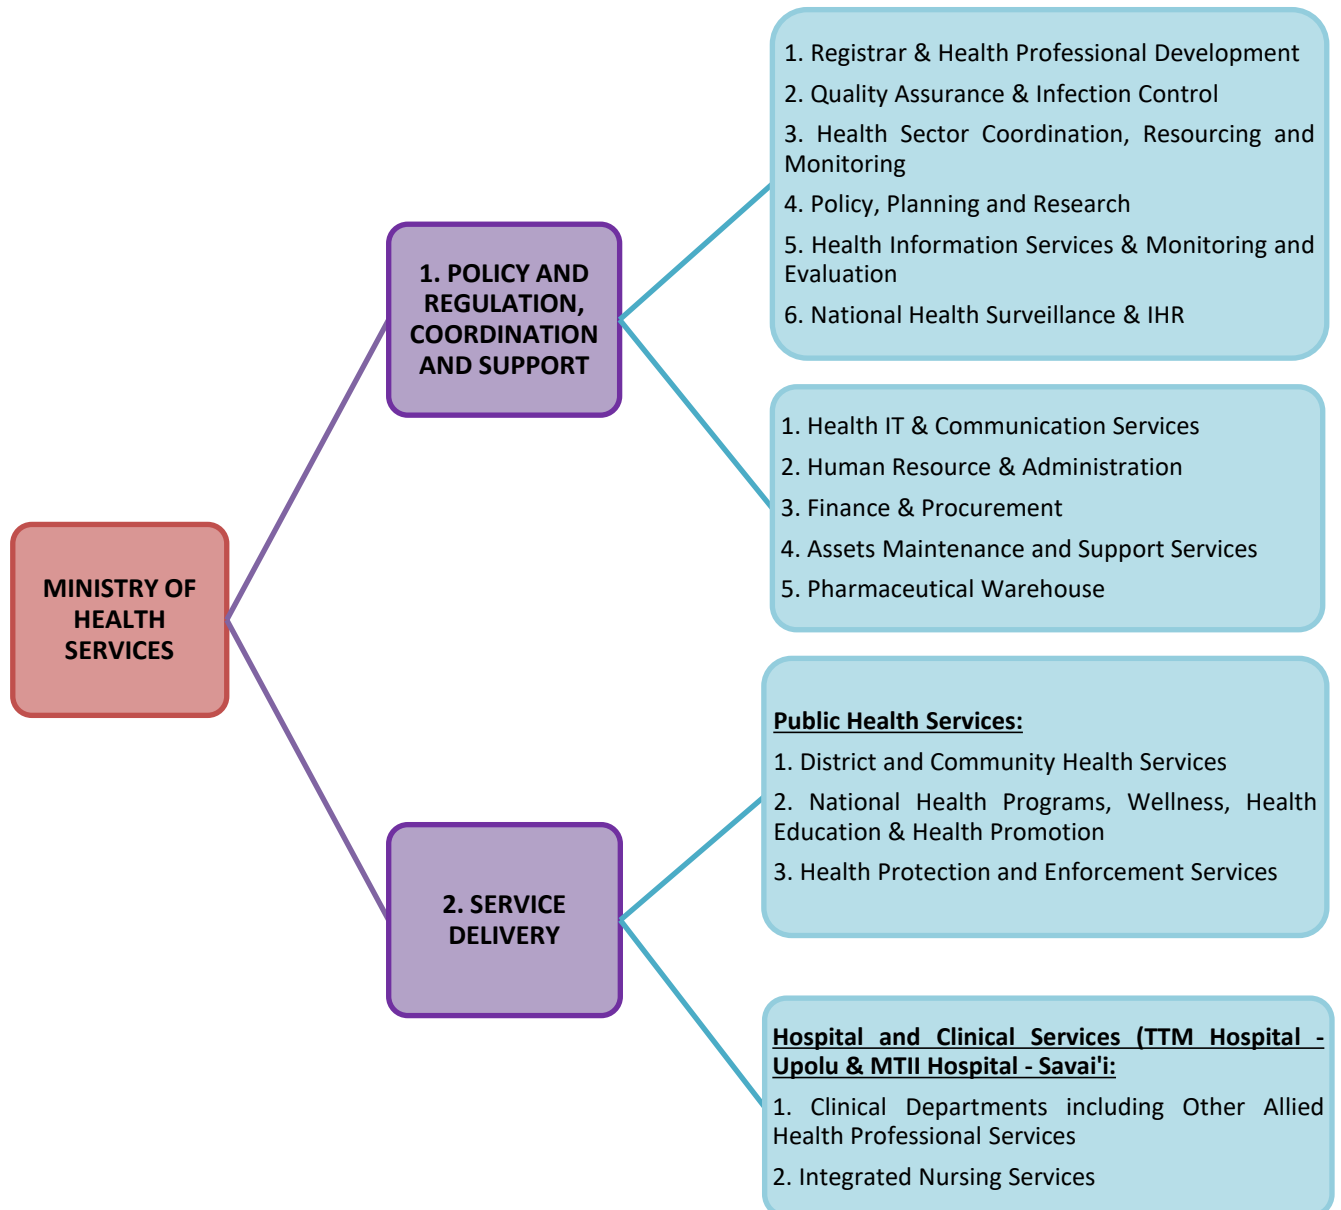 1. Registrar & Health Professional Development
2. Quality Assurance & Infection Control
3. Health Sector Coordination, Resourcing and
Monitoring
4. Policy, Planning and Research
5. Health Information Services & Monitoring and
Evaluation
6. National Health Surveillance & IHR
1. POLICY AND
REGULATION,
COORDINATION
AND SUPPORT
1. Health IT & Communication Services
2. Human Resource & Administration
3. Finance & Procurement
4. Assets Maintenance and Support Services
5. Pharmaceutical Warehouse
MINISTRY OF
HEALTH
SERVICES
Public Health Services:
1. District and Community Health Services
2. National Health Programs, Wellness, Health
Education & Health Promotion
3. Health Protection and Enforcement Services
2. SERVICE
DELIVERY
Hospital and Clinical Services (TTM Hospital -
Upolu & MTII Hospital - Savai'i:
1. Clinical Departments including Other Allied
Health Professional Services
2. Integrated Nursing Services